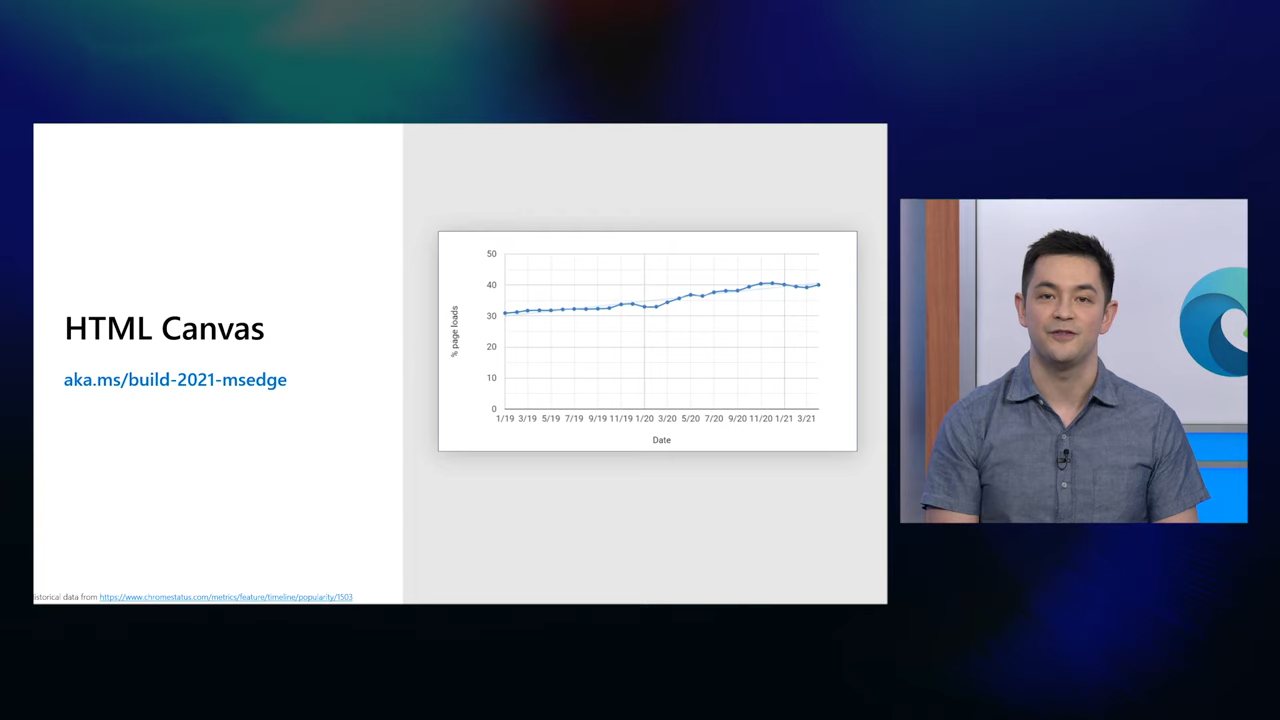 HTML Canvas
aka.ms/build-2021-msedge
istorical data from https://www.chromestatus.com/metrics/feature/timeline/popularity/1503
50
40
30
20
10
0
% page loads
1/19 3/19 5/19 7/19 9/19 11/19 1/20 3/20 5/20 7/20 9/20 11/20 1/21 3/21
Date